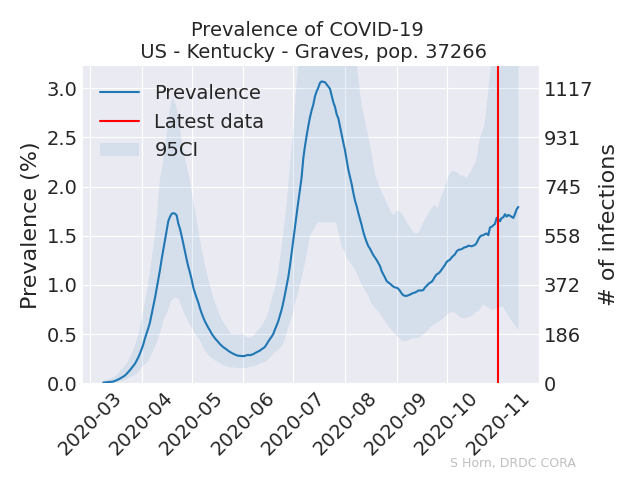 Prevalence of COVID-19
US - Kentucky - Graves, pop. 37266
Prevalence
Latest data
95CI
Prevalence (%)
3.0
2.5
2.0
1.5
1.0
0.5
0.0
1117
931
745
558
372
186
0
# of infections
2020-03
2020-04
2020-05
2020-06
2020-07
2020-08
2020-09
2020-10
2020-11
S Horn, DRDC CORA